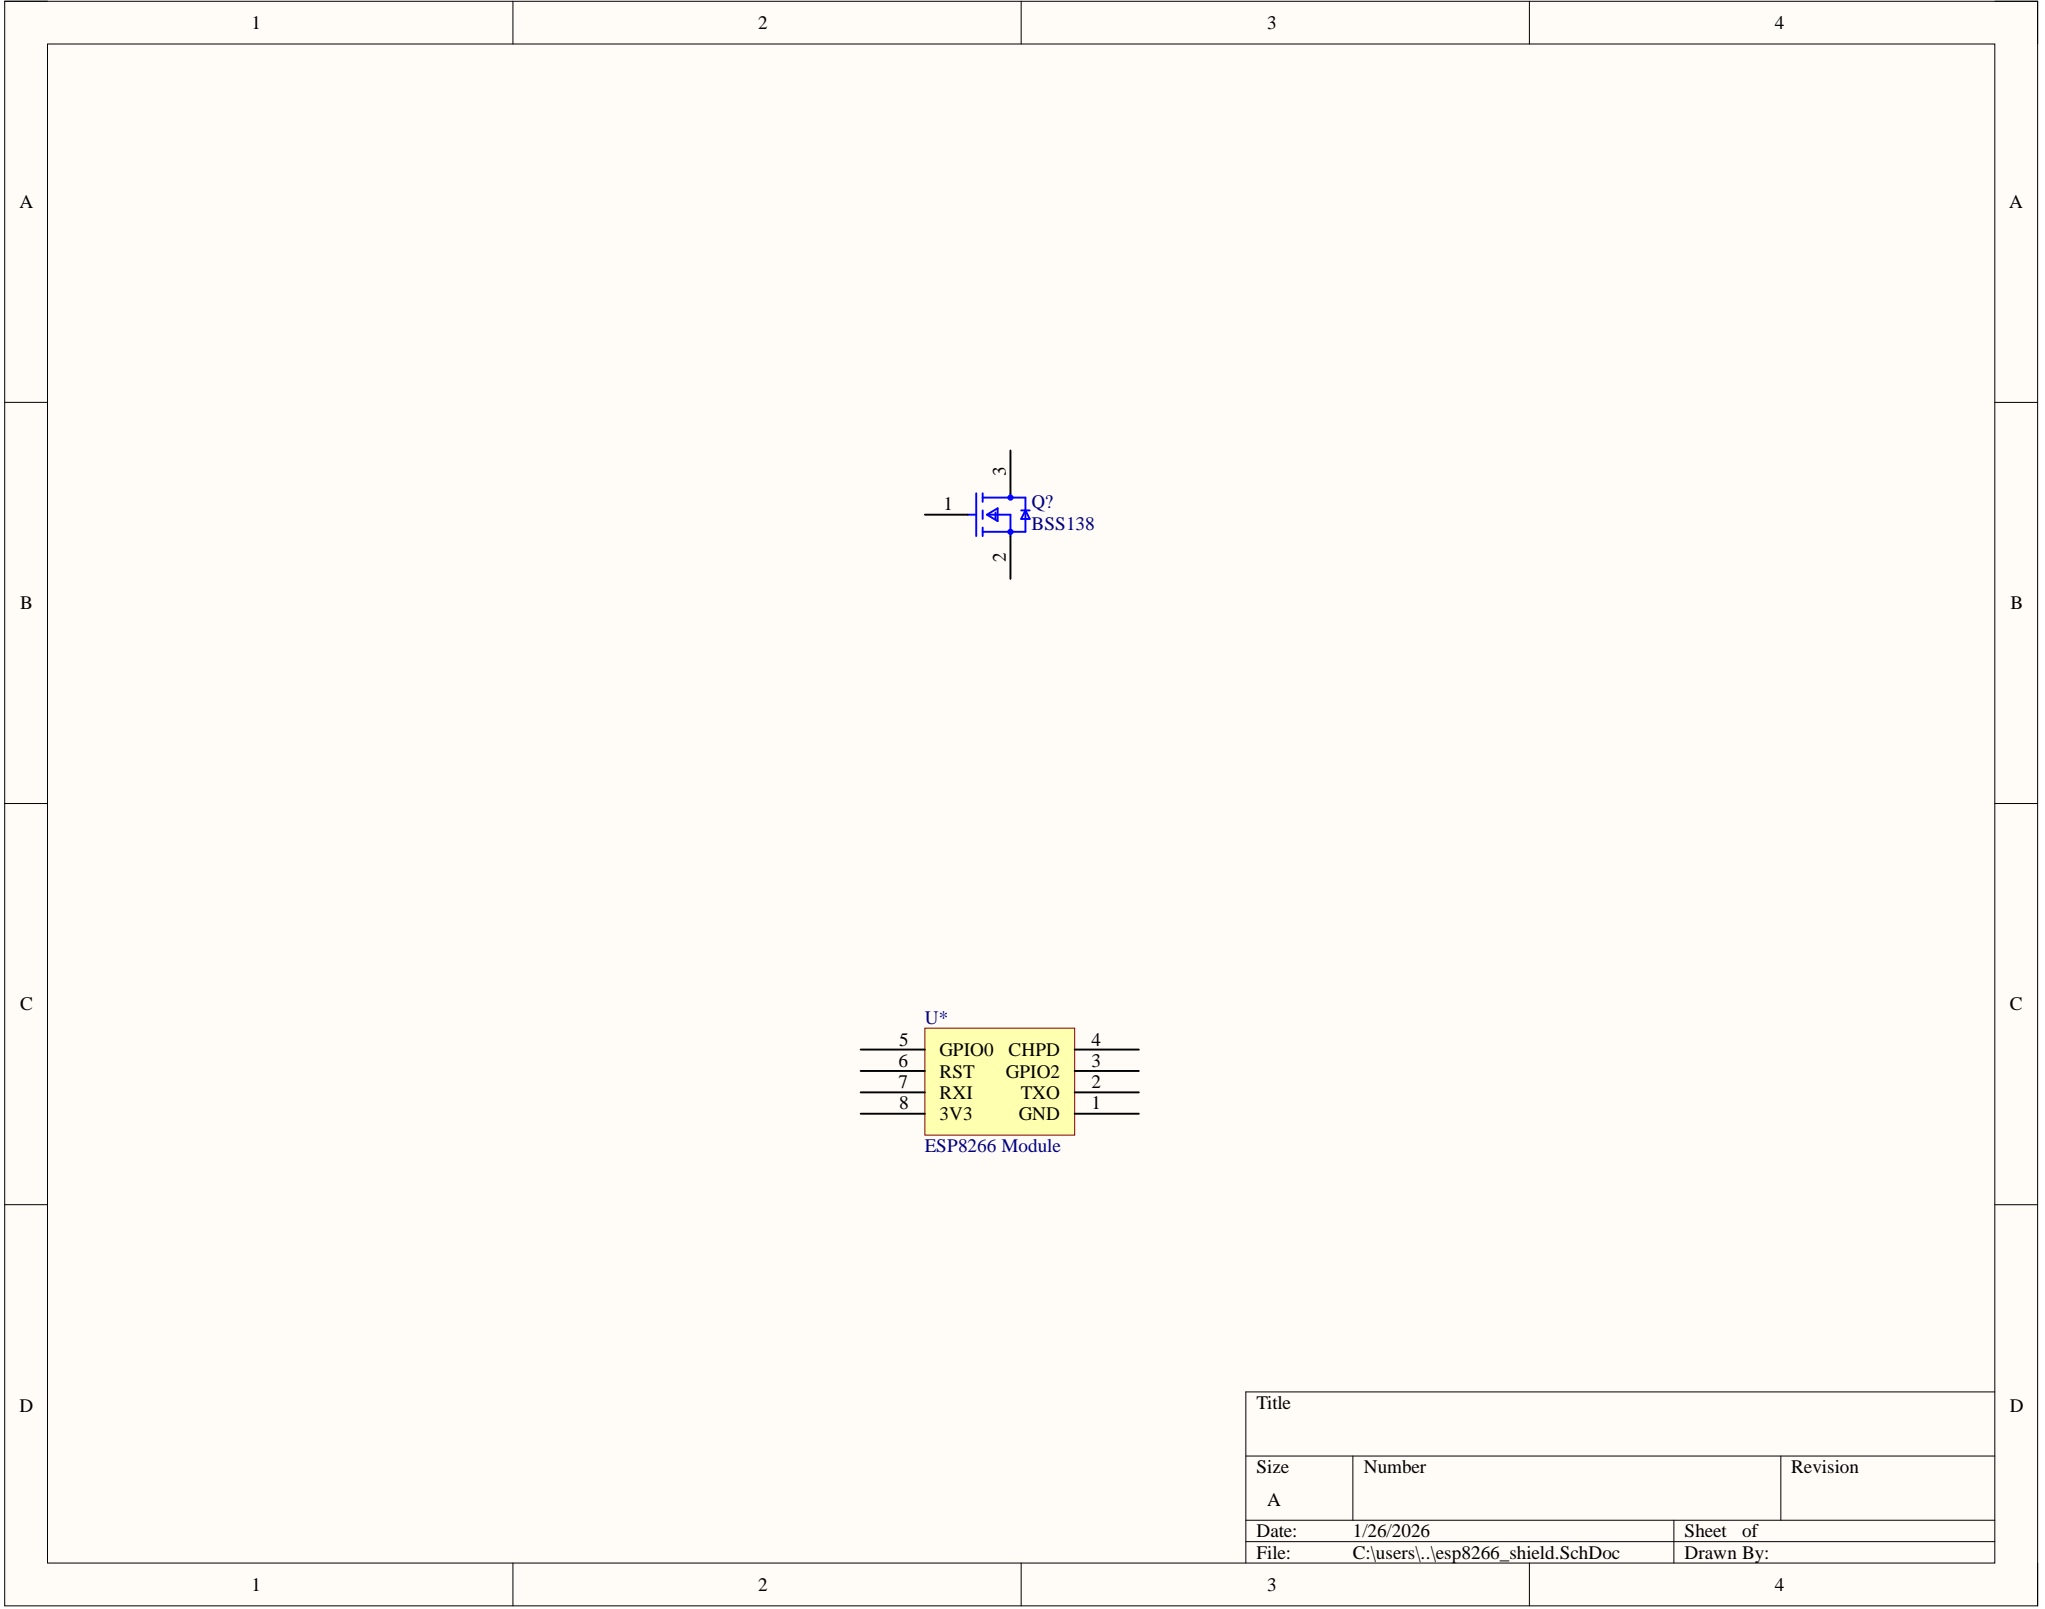 1 2 3 4
A A
3
1 Q?
BSS138
2
B B
C C
U*
5 GPIO0 CHPD 4
6 RST GPIO2 3
7 RXI TXO 2
8 3V3 GND 1
ESP8266 Module
D D
Title
Size Number Revision
A
Date: 1/26/2026 Sheet of
File: C:\users\..\esp8266_shield.SchDoc Drawn By:
1 2 3 4